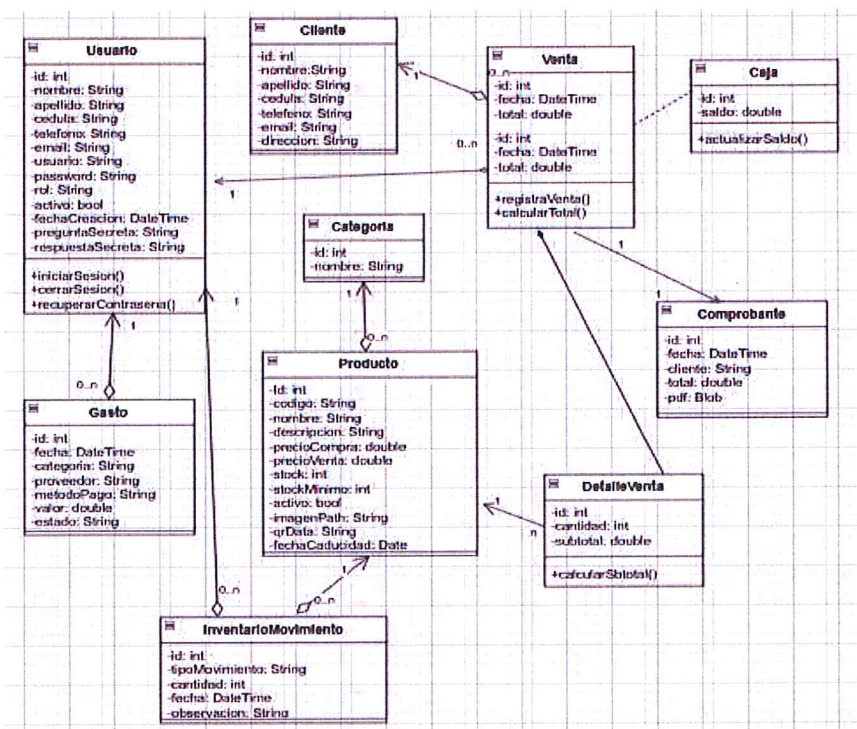 Usuario
-id: int
-nombre: String
-apellido: String
-cedula: String
-telefono: String
-email: String
-usuario: String
-password: String
-rol: String
-activo: bool
-fechaCreacion: DateTime
-preguntaSecreta: String
-respuestaSecreta: String
+iniciarSesion()
+cerrarSesion()
+recuperarContrasena()
1
1
1
Cliente
-id: int
-nombre:String
-apellido: String
-cedula: String
-telefono: String
-email: String
-direccion: String
1
0..n
0..n
Venta
-id: int
-fecha: DateTime
-total: double
-id: int
-fecha: DateTime
-total: double
+registraVenta()
+calcularTotal()
Caja
-id: int
-saldo: double
+actualizarSaldo()
Categoria
-id: int
-nombre: String
1
0..n
1
1
Comprobante
-id: int
-fecha: DateTime
-cliente: String
-total: double
-pdf: Blob
Producto
-Id: int
-codigo: String
-nombre: String
-descripcion: String
-precioCompra: double
-precioVenta: double
-stock: int
-stockMinimo: int
-activo: bool
-imagenPath: String
-qrData: String
-fechaCaducidad: Date
0..n
Gasto
-id: int
-fecha: DateTime
-categoria: String
-proveedor: String
-metodoPago: String
-valor: double
-estado: String
DetalleVenta
-id: int
-cantidad: int
-subtotal: double
+calcularSbtotal()
1
n
1
0..n
0..n
InventarioMovimiento
-id: int
-tipoMovimiento: String
-cantidad: int
-fecha: DateTime
-observacion: String